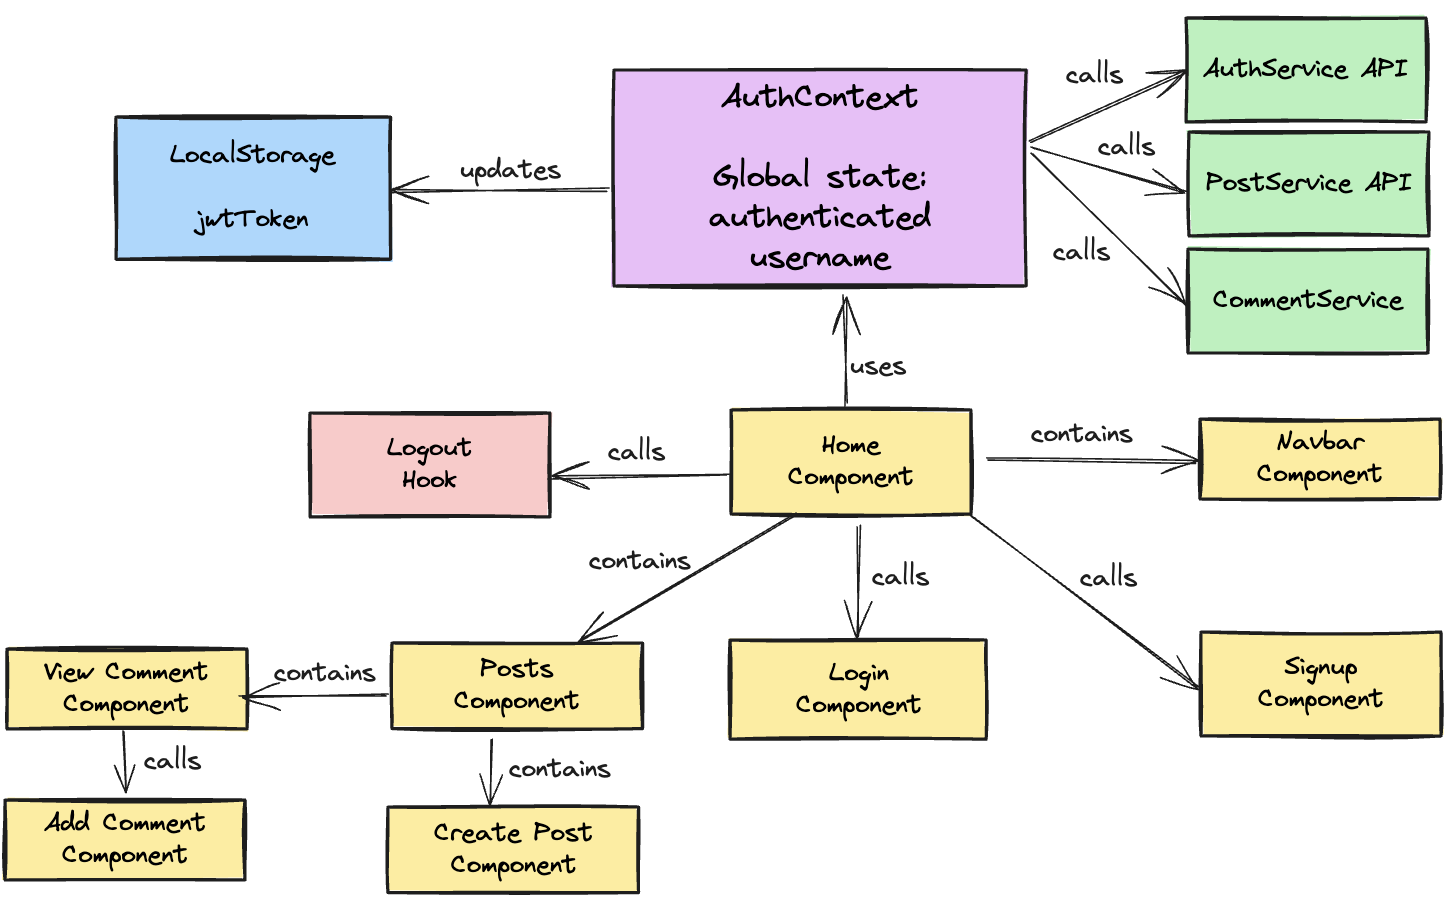 AuthContext
Global state:
authenticated
username
LocalStorage
jwtToken
updates
calls
AuthService API
calls
PostService API
calls
CommentService
uses
Logout
Hook
calls
Home
Component
contains
Navbar
Component
contains
calls
calls
View Comment
Component
contains
Posts
Component
Login
Component
Signup
Component
calls
contains
Add Comment
Component
Create Post
Component